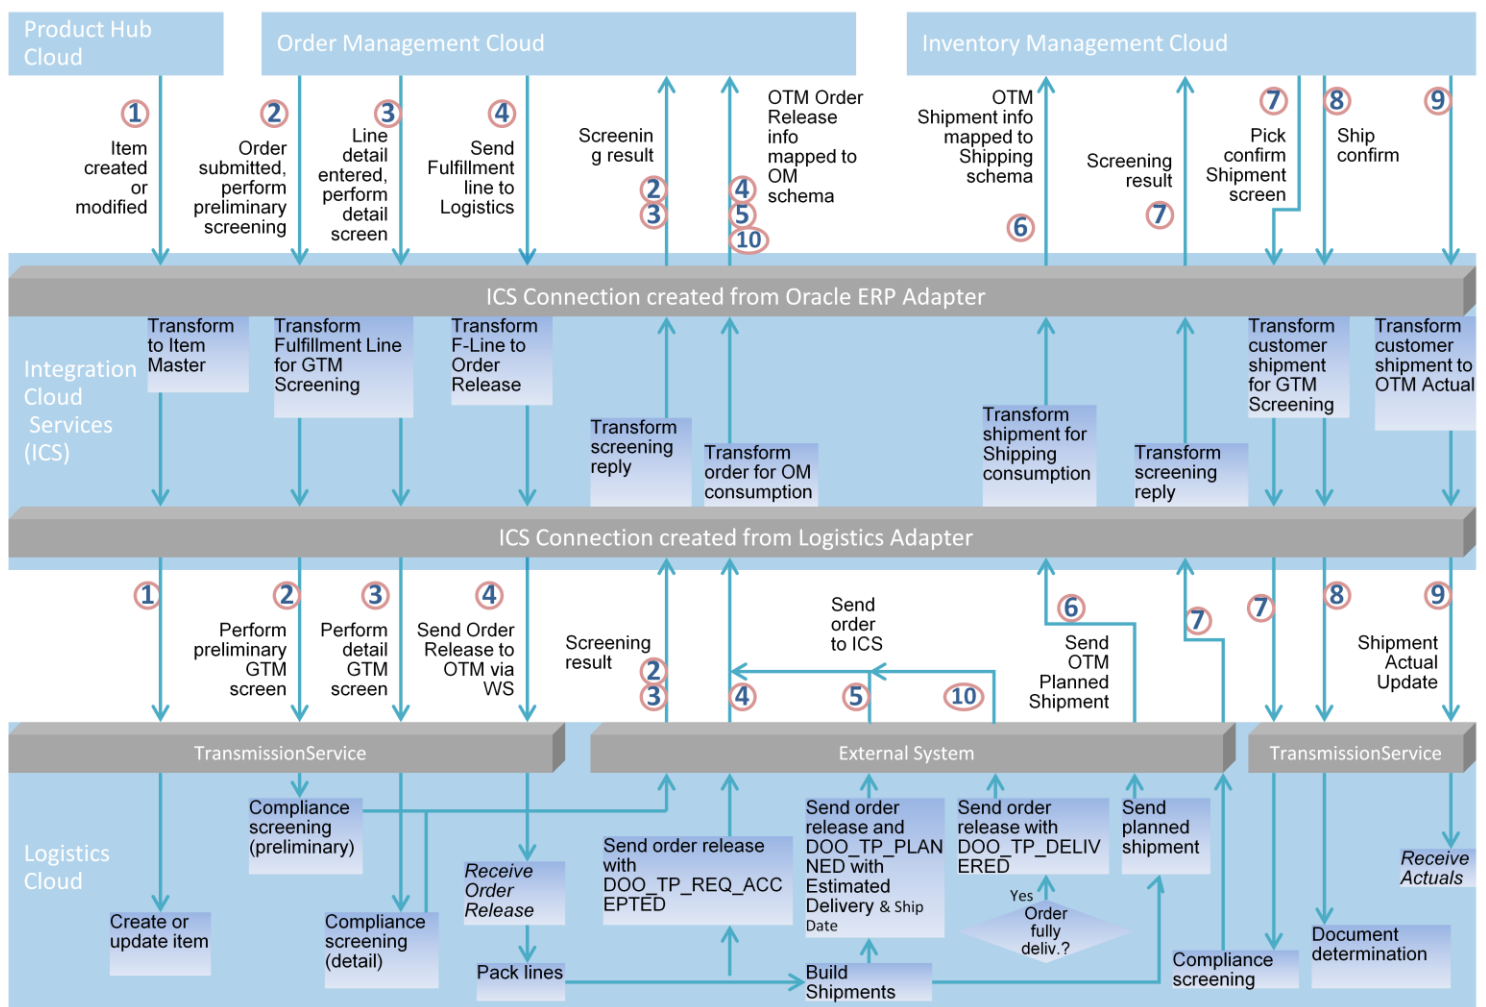 Product Hub
Cloud
Order Management Cloud
Inventory Management Cloud
1
Item
created
or
modified
2
Order
submitted,
perform
preliminary
screening
3
Line
detail
entered,
perform
detail
screen
4
Send
Fulfillment
line to
Logistics
Screenin
g result
2
3
OTM Order
Release
info
mapped to
OM
schema
4
5
10
OTM
Shipment info
mapped to
Shipping
schema
6
Screening
result
7
7
Pick
confirm
Shipment
screen
8
Ship
confirm
9
ICS Connection created from Oracle ERP Adapter
Integration
Cloud
Services
(ICS)
Transform
to Item
Master
Transform
Fulfillment Line
for GTM
Screening
Transform
F-Line to
Order
Release
Transform
screening
reply
Transform
order for OM
consumption
Transform
shipment for
Shipping
consumption
Transform
screening
reply
Transform
customer
shipment
for GTM
Screening
Transform
customer
shipment to
OTM Actual
ICS Connection created from Logistics Adapter
1
2
Perform
preliminary
GTM
screen
3
Perform
detail
GTM
screen
4
Send Order
Release to
OTM via
WS
Screening
result
2
3
4
Send
order
to ICS
5
10
6
Send
OTM
Planned
Shipment
7
7
8
9
Shipment
Actual
Update
TransmissionService
External System
TransmissionService
Logistics
Cloud
Create or
update item
Compliance
screening
(preliminary)
Compliance
screening
(detail)
Receive
Order
Release
Pack lines
Send order release
with
DOO_TP_REQ_ACC
EPTED
Send order
release and
DOO_TP_PLAN
NED with
Estimated
Delivery & Ship
Date
Build
Shipments
Send order
release with
DOO_TP_DELIV
ERED
Yes
Order
fully
deliv.?
Send
planned
shipment
Compliance
screening
Document
determination
Receive
Actuals